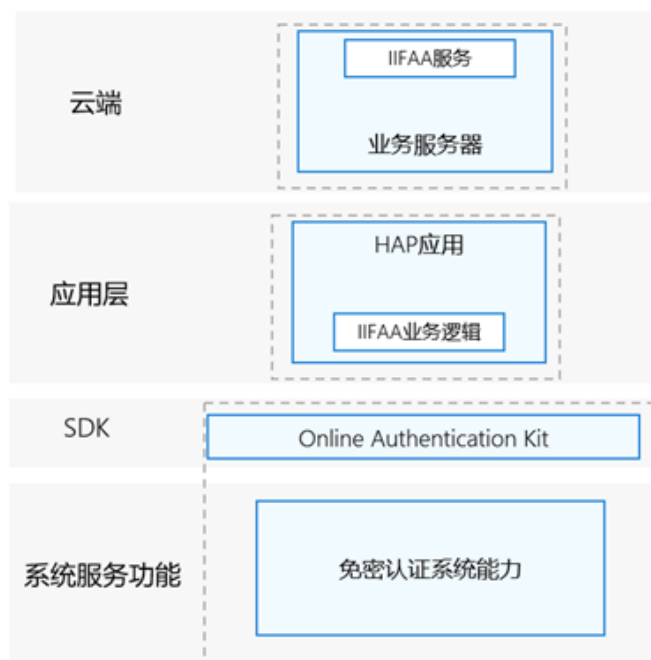 IIFAA服务
云端
业务服务器
HAP应用
应用层
IIFAA业务逻辑
SDK
Online Authentication Kit
系统服务功能
免密认证系统能力